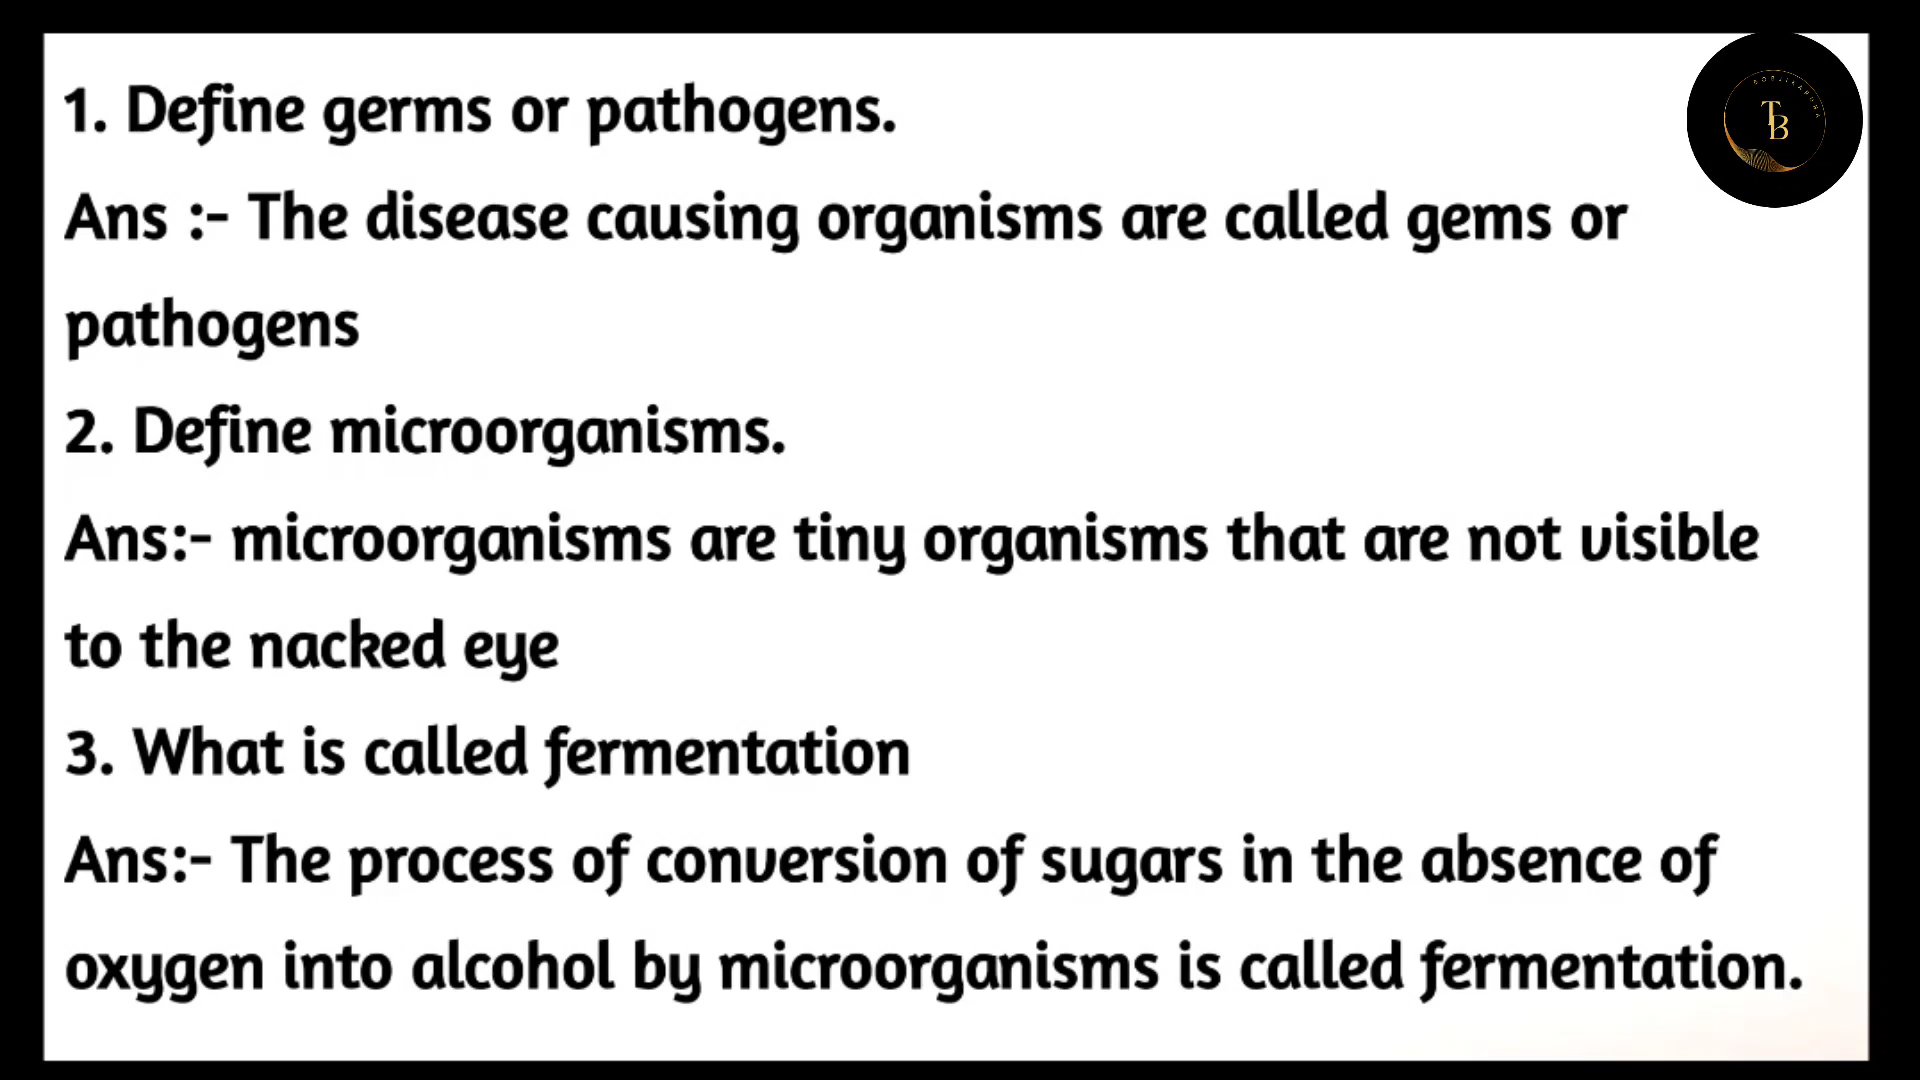 1. Define germs or pathogens.
Ans :- The disease causing organisms are called gems or
pathogens
2. Define microorganisms.
Ans:- microorganisms are tiny organisms that are not visible
to the nacked eye
3. What is called fermentation
Ans:- The process of conversion of sugars in the absence of
oxygen into alcohol by microorganisms is called fermentation.
TB